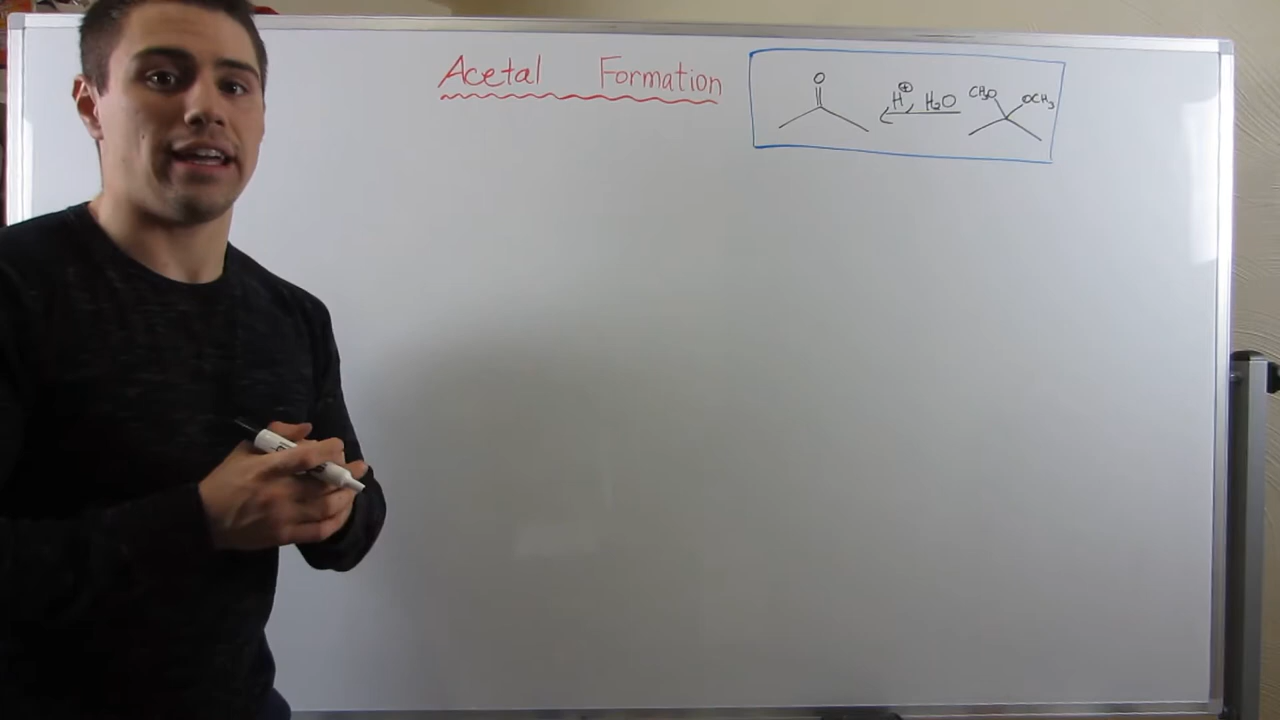 Acetal Formation
O
H⊕, H₂O
CH₃O OCH₃